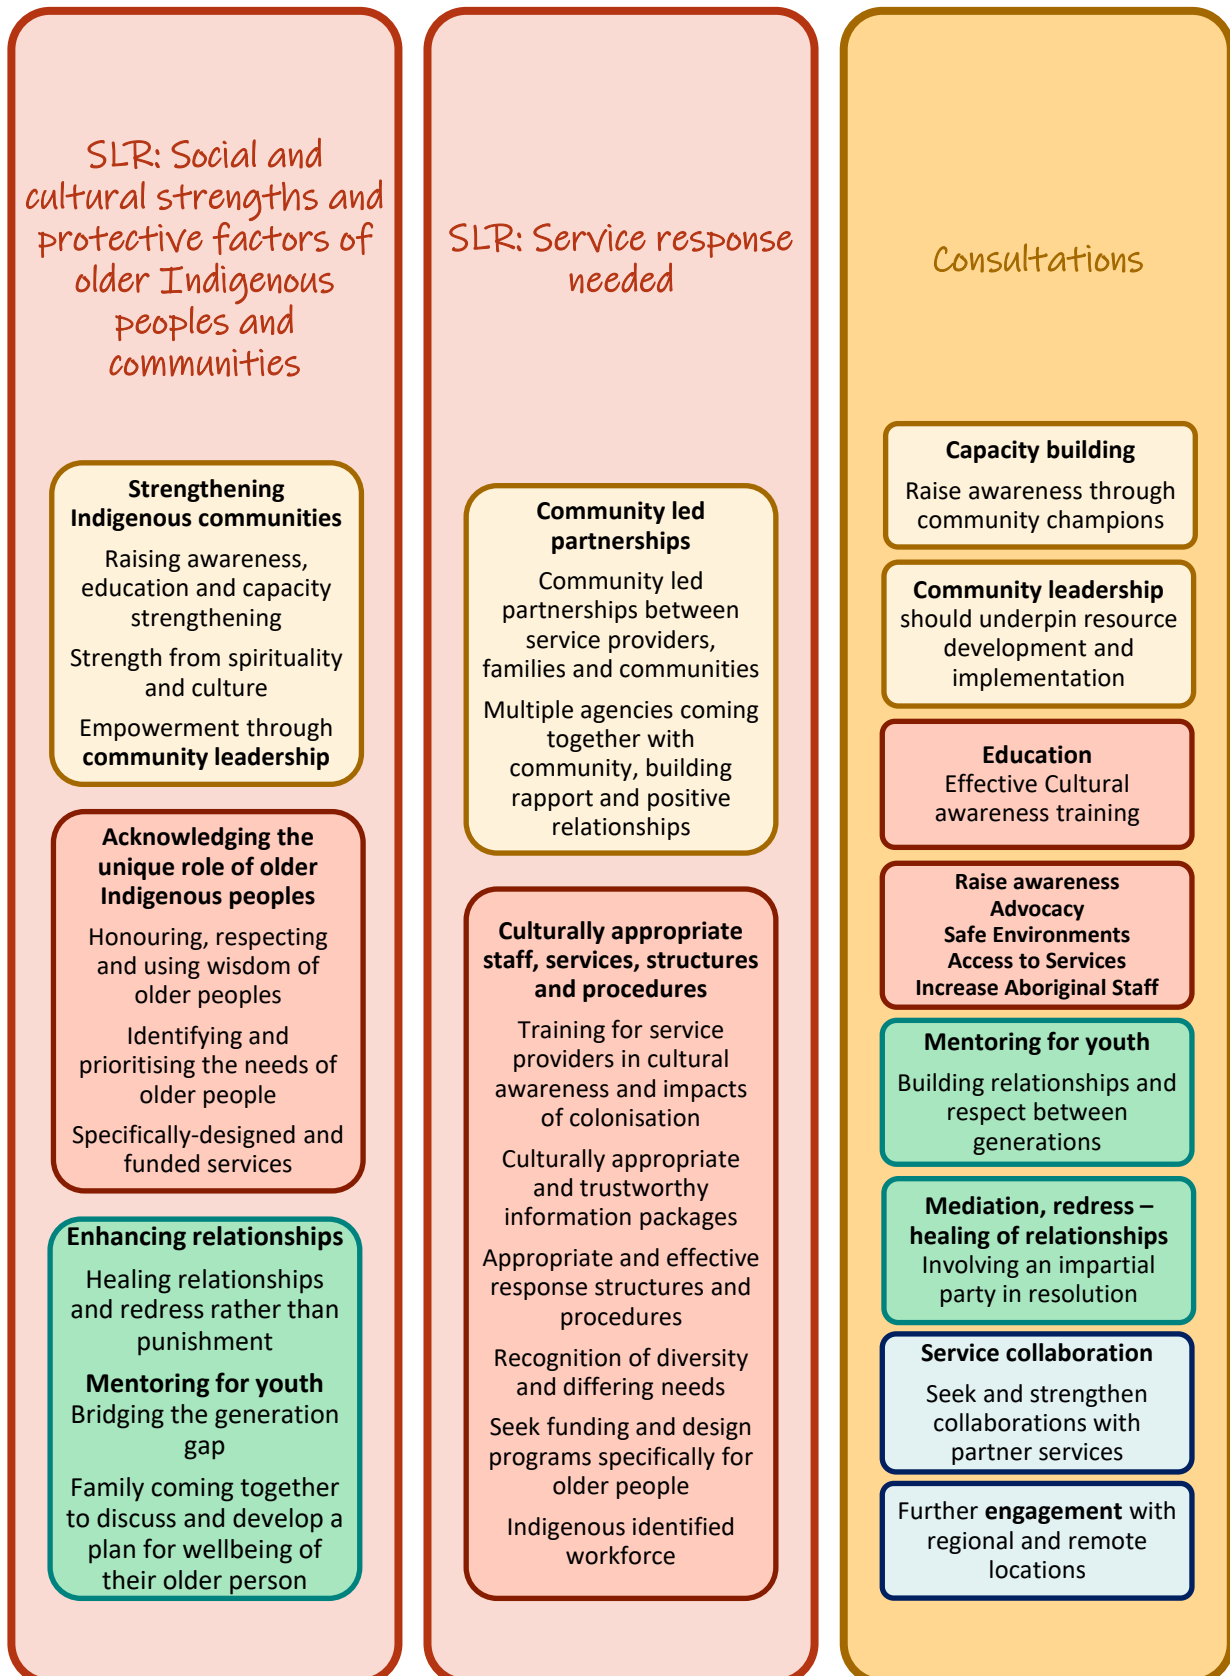 SLR: Social and
cultural strengths and
protective factors of
older Indigenous
peoples and
communities
Strengthening
Indigenous communities
Raising awareness,
education and capacity
strengthening
Strength from spirituality
and culture
Empowerment through
community leadership
Acknowledging the
unique role of older
Indigenous peoples
Honouring, respecting
and using wisdom of
older peoples
Identifying and
prioritising the needs of
older people
Specifically-designed and
funded services
Enhancing relationships
Healing relationships
and redress rather than
punishment
Mentoring for youth
Bridging the generation
gap
Family coming together
to discuss and develop a
plan for wellbeing of
their older person
SLR: Service response
needed
Community led
partnerships
Community led
partnerships between
service providers,
families and communities
Multiple agencies coming
together with
community, building
rapport and positive
relationships
Culturally appropriate
staff, services, structures
and procedures
Training for service
providers in cultural
awareness and impacts
of colonisation
Culturally appropriate
and trustworthy
information packages
Appropriate and effective
response structures and
procedures
Recognition of diversity
and differing needs
Seek funding and design
programs specifically for
older people
Indigenous identified
workforce
Consultations
Capacity building
Raise awareness through
community champions
Community leadership
should underpin resource
development and
implementation
Education
Effective Cultural
awareness training
Raise awareness
Advocacy
Safe Environments
Access to Services
Increase Aboriginal Staff
Mentoring for youth
Building relationships and
respect between
generations
Mediation, redress –
healing of relationships
Involving an impartial
party in resolution
Service collaboration
Seek and strengthen
collaborations with
partner services
Further engagement with
regional and remote
locations